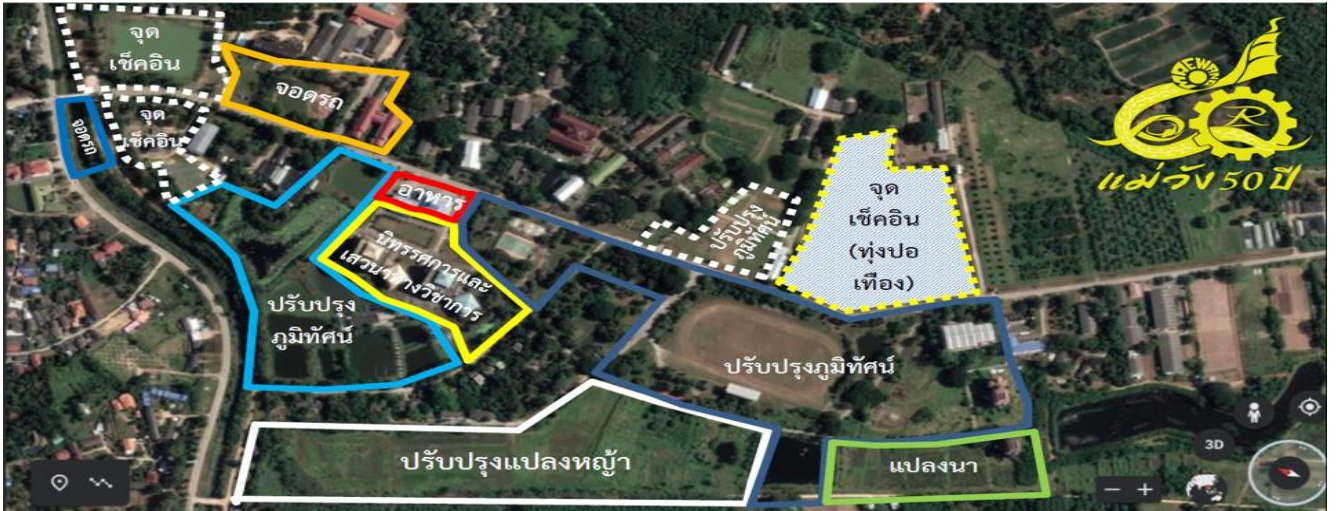 จุด
เช็คอิน
จอดรถ
จอดรถ
จุด
เช็คอิน
MAEWANG
R
แม่วัง 50 ปี
อาหาร
จุด
เช็คอิน
(ทุ่งปอ
เทือง)
ปรับปรุง
ภูมิทัศน์
นิทรรศการและ
เสวนาทางวิชาการ
ปรับปรุง
ภูมิทัศน์
ปรับปรุงภูมิทัศน์
ปรับปรุงแปลงหญ้า
แปลงนา
3D